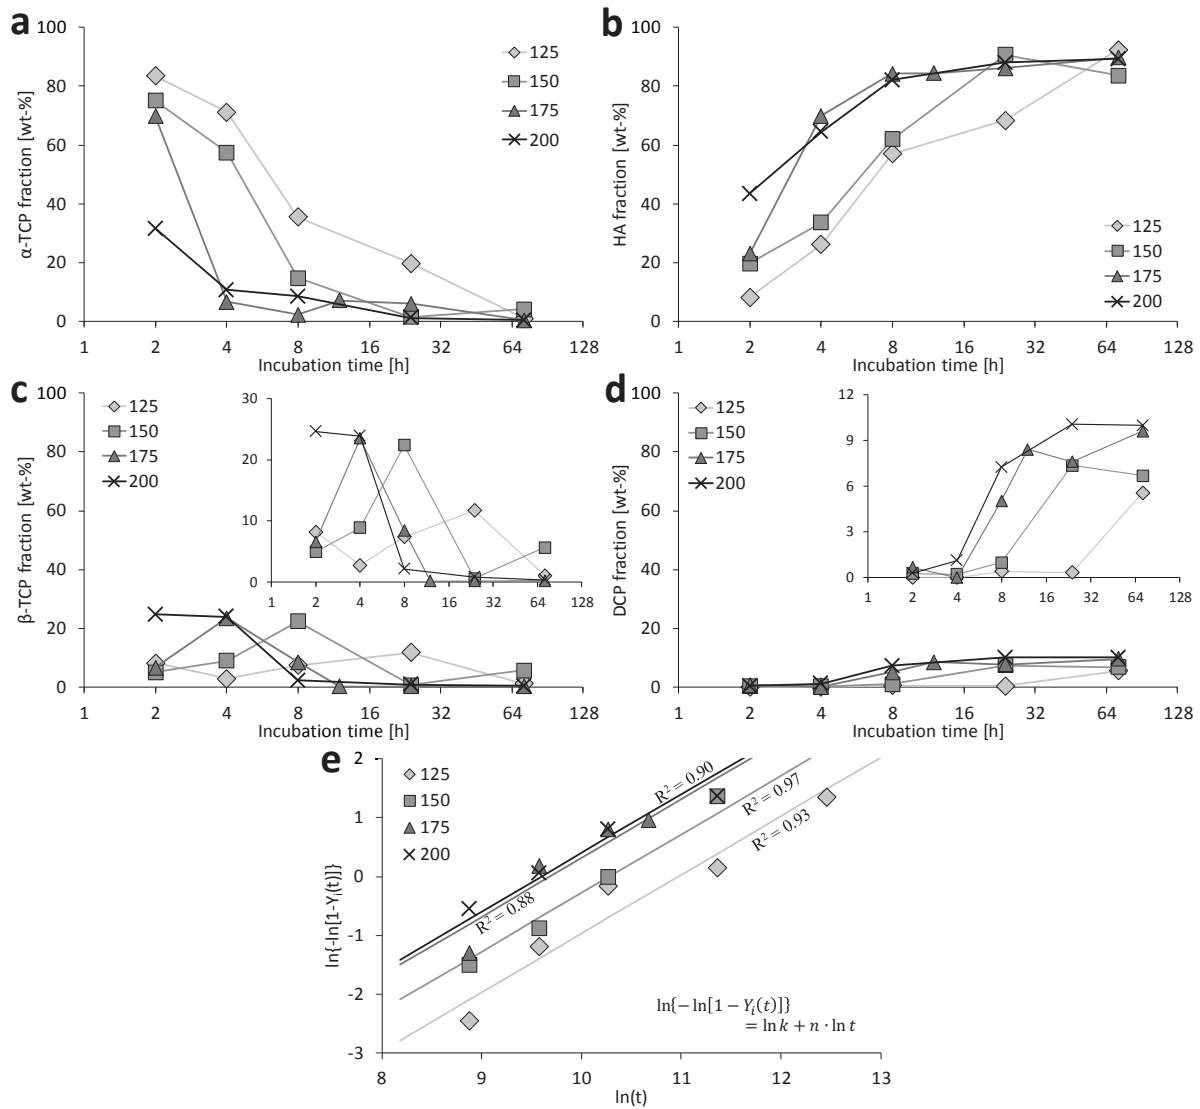 a
100
80
60
40
20
0
α-TCP fraction [wt-%]
1 2 4 8 16 32 64 128
Incubation time [h]
125
150
175
200
b
100
80
60
40
20
0
HA fraction [wt-%]
1 2 4 8 16 32 64 128
Incubation time [h]
125
150
175
200
c
100
80
60
40
20
0
β-TCP fraction [wt-%]
1 2 4 8 16 32 64 128
Incubation time [h]
125
150
175
200
30
20
10
0
1 2 4 8 16 32 64 128
d
100
80
60
40
20
0
DCP fraction [wt-%]
1 2 4 8 16 32 64 128
Incubation time [h]
125
150
175
200
12
9
6
3
0
1 2 4 8 16 32 64 128
e
2
1
0
-1
-2
-3
ln{-ln[1-Yᵢ(t)]}
8 9 10 11 12 13
ln(t)
125
150
175
200
R² = 0.90
R² = 0.97
R² = 0.93
R² = 0.88
ln{−ln[1 − Yᵢ(t)]}
= ln k + n · ln t